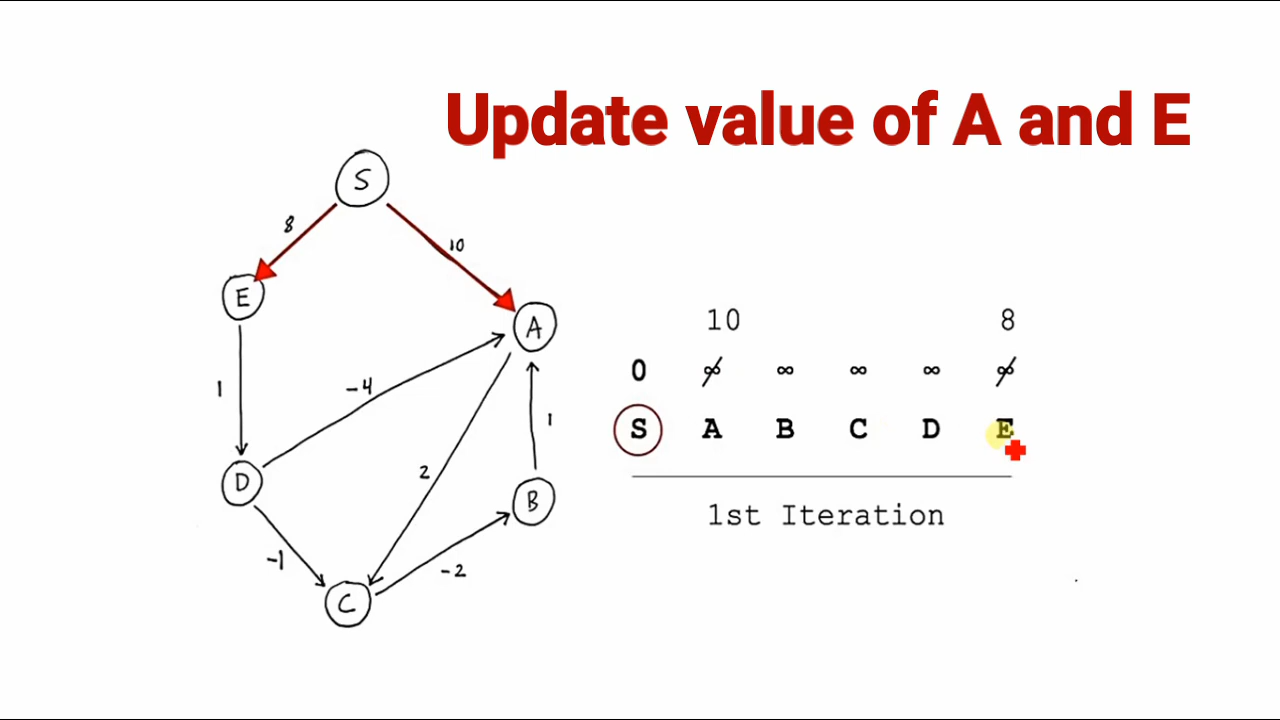 Update value of A and E
S
8
10
E
A
1
-4
1
2
D
B
-1
-2
C
10 8
0 ∞ ∞ ∞ ∞ ∞
S A B C D E
1st Iteration